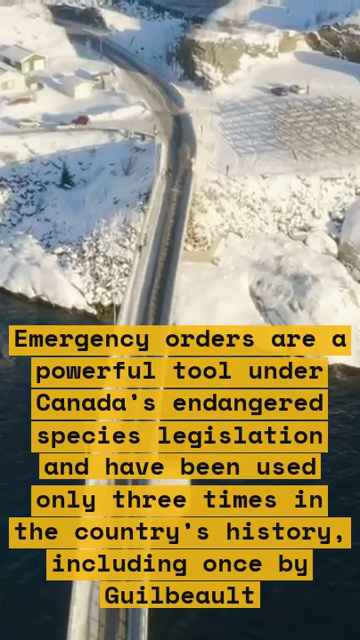 Emergency orders are a
powerful tool under
Canada's endangered
species legislation
and have been used
only three times in
the country's history,
including once by
Guilbeault